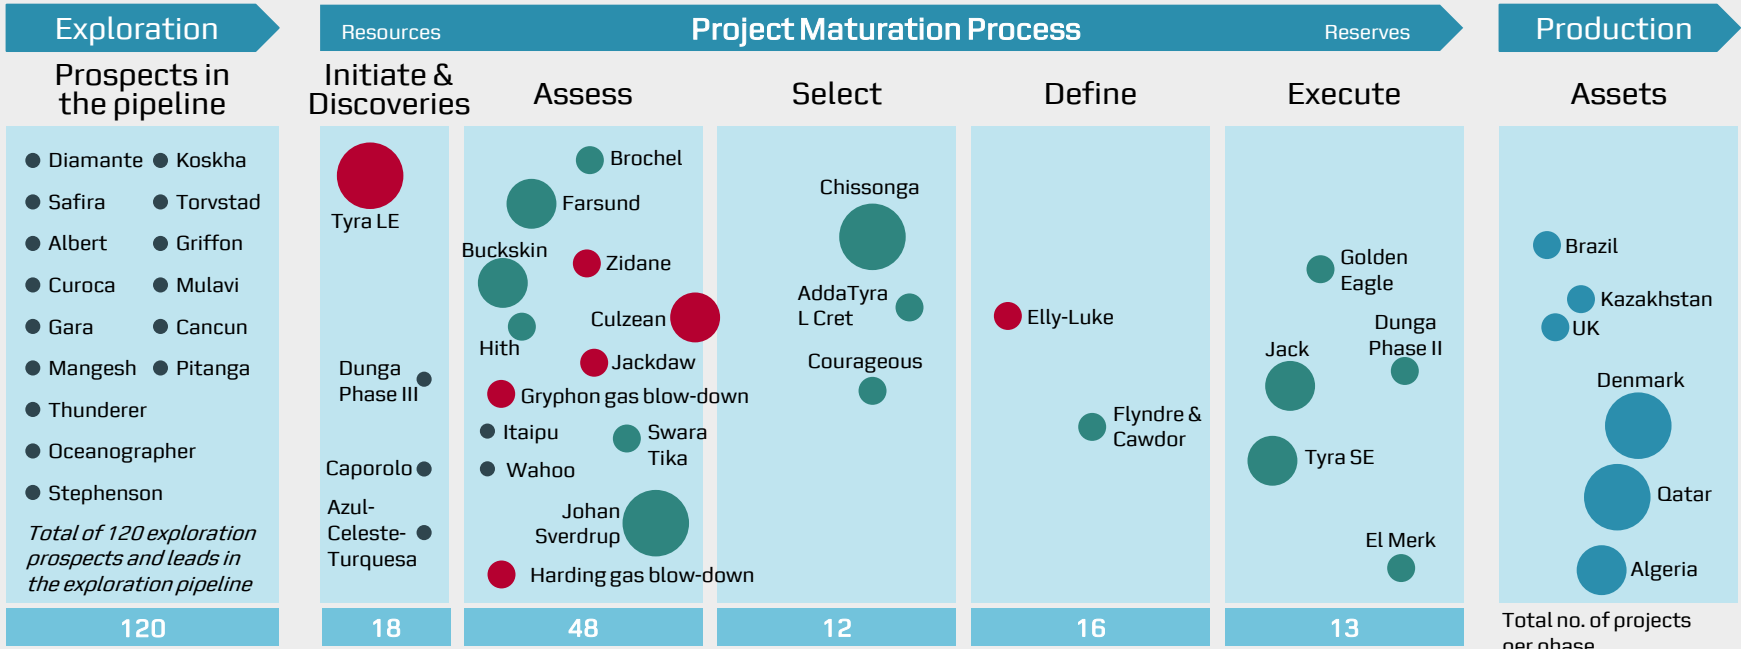 Exploration
Resources
Project Maturation Process
Reserves
Production
Prospects in
the pipeline
Initiate &
Discoveries
Assess
Select
Define
Execute
Assets
Diamante
Koskha
Safira
Torvstad
Albert
Griffon
Curoca
Mulavi
Gara
Cancun
Mangesh
Pitanga
Thunderer
Oceanographer
Stephenson
Total of 120 exploration
prospects and leads in
the exploration pipeline
Tyra LE
Dunga
Phase III
Caporolo
Azul-
Celeste-
Turquesa
Brochel
Farsund
Buckskin
Zidane
Culzean
Hith
Jackdaw
Gryphon gas blow-down
Itaipu
Swara
Tika
Wahoo
Johan
Sverdrup
Harding gas blow-down
Chissonga
AddaTyra
L Cret
Courageous
Elly-Luke
Flyndre &
Cawdor
Golden
Eagle
Dunga
Phase II
Jack
Tyra SE
El Merk
Brazil
Kazakhstan
UK
Denmark
Qatar
Algeria
120
18
48
12
16
13
Total no. of projects
per phase